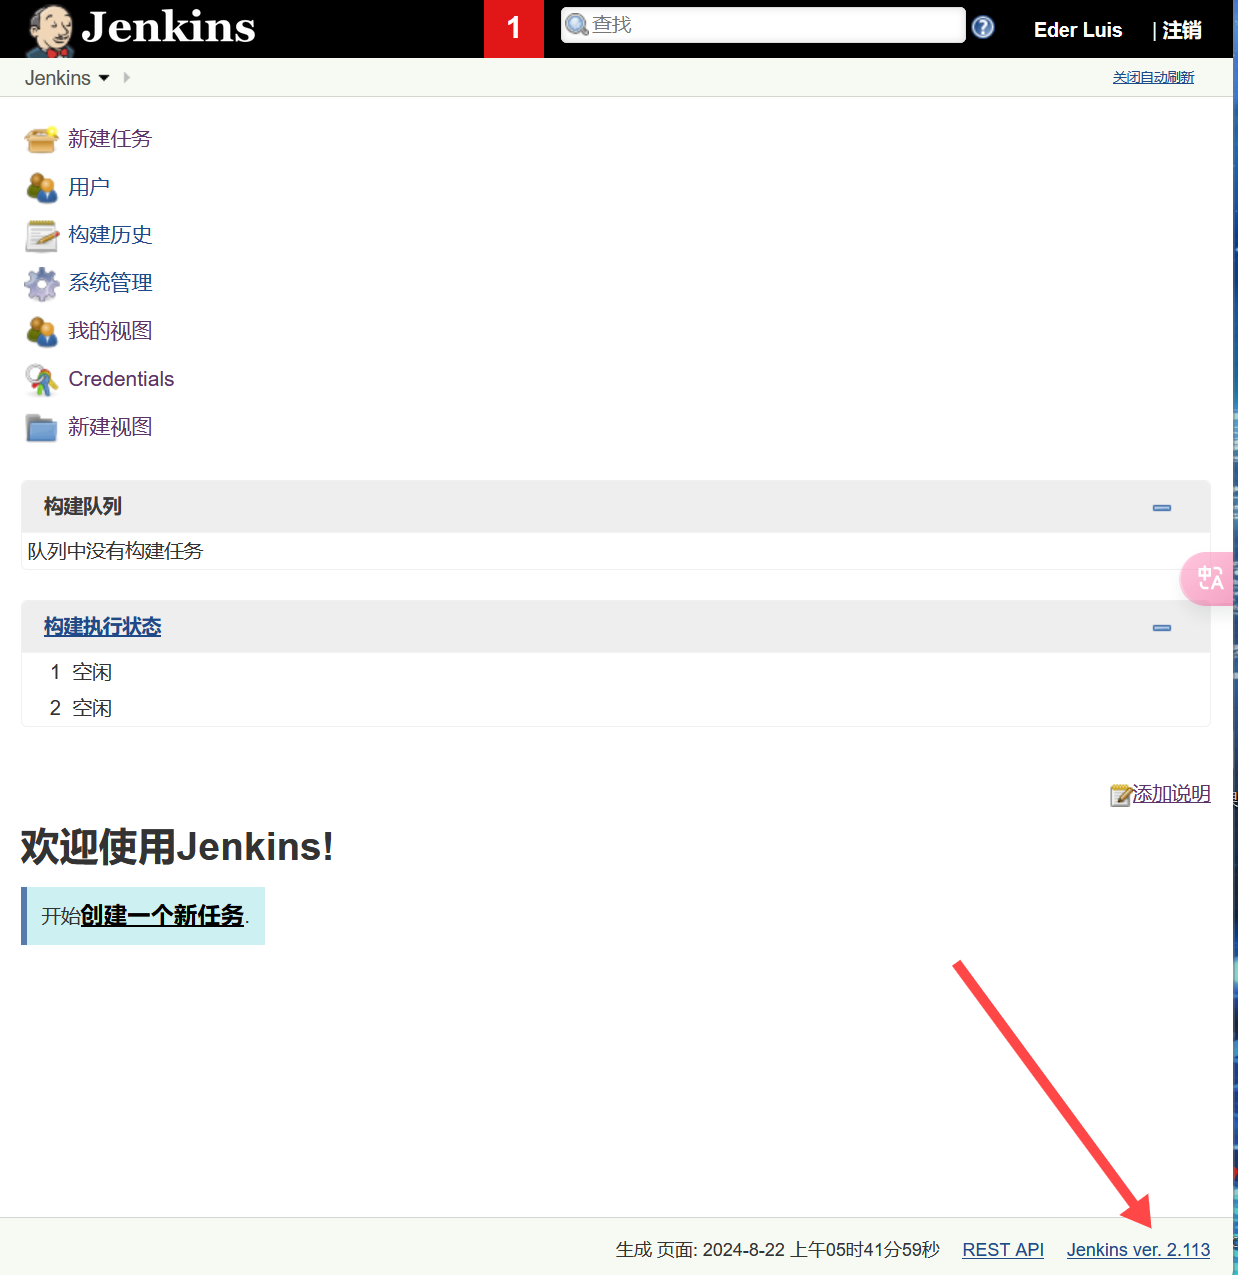 Jenkins
1
查找
Eder Luis
| 注销
Jenkins
关闭自动刷新
新建任务
用户
构建历史
系统管理
我的视图
Credentials
新建视图
构建队列
队列中没有构建任务
中A
构建执行状态
1 空闲
2 空闲
添加说明
欢迎使用Jenkins!
开始创建一个新任务.
生成 页面: 2024-8-22 上午05时41分59秒 REST API Jenkins ver. 2.113